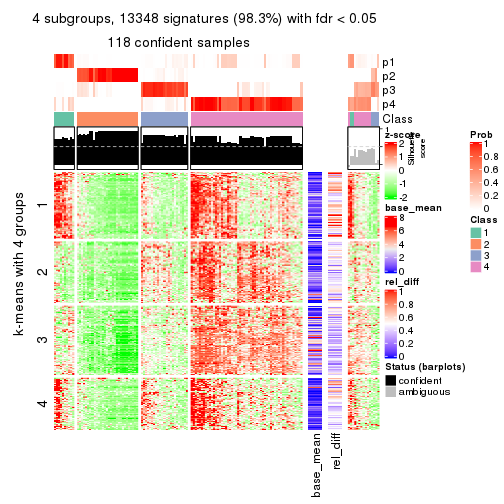 4 subgroups, 13348 signatures (98.3%) with fdr < 0.05
118 confident samples
p1
p2
p3
p4
Class
1
Silhouette
score
z-score
2
1
0
-1
-2
Prob
1
0.8
0.6
0.4
0.2
0
base_mean
8
6
4
2
0
Class
1
2
3
4
rel_diff
1
0.8
0.6
0.4
0.2
0
Status (barplots)
confident
ambiguous
k-means with 4 groups
1
2
3
4
base_mean
rel_diff